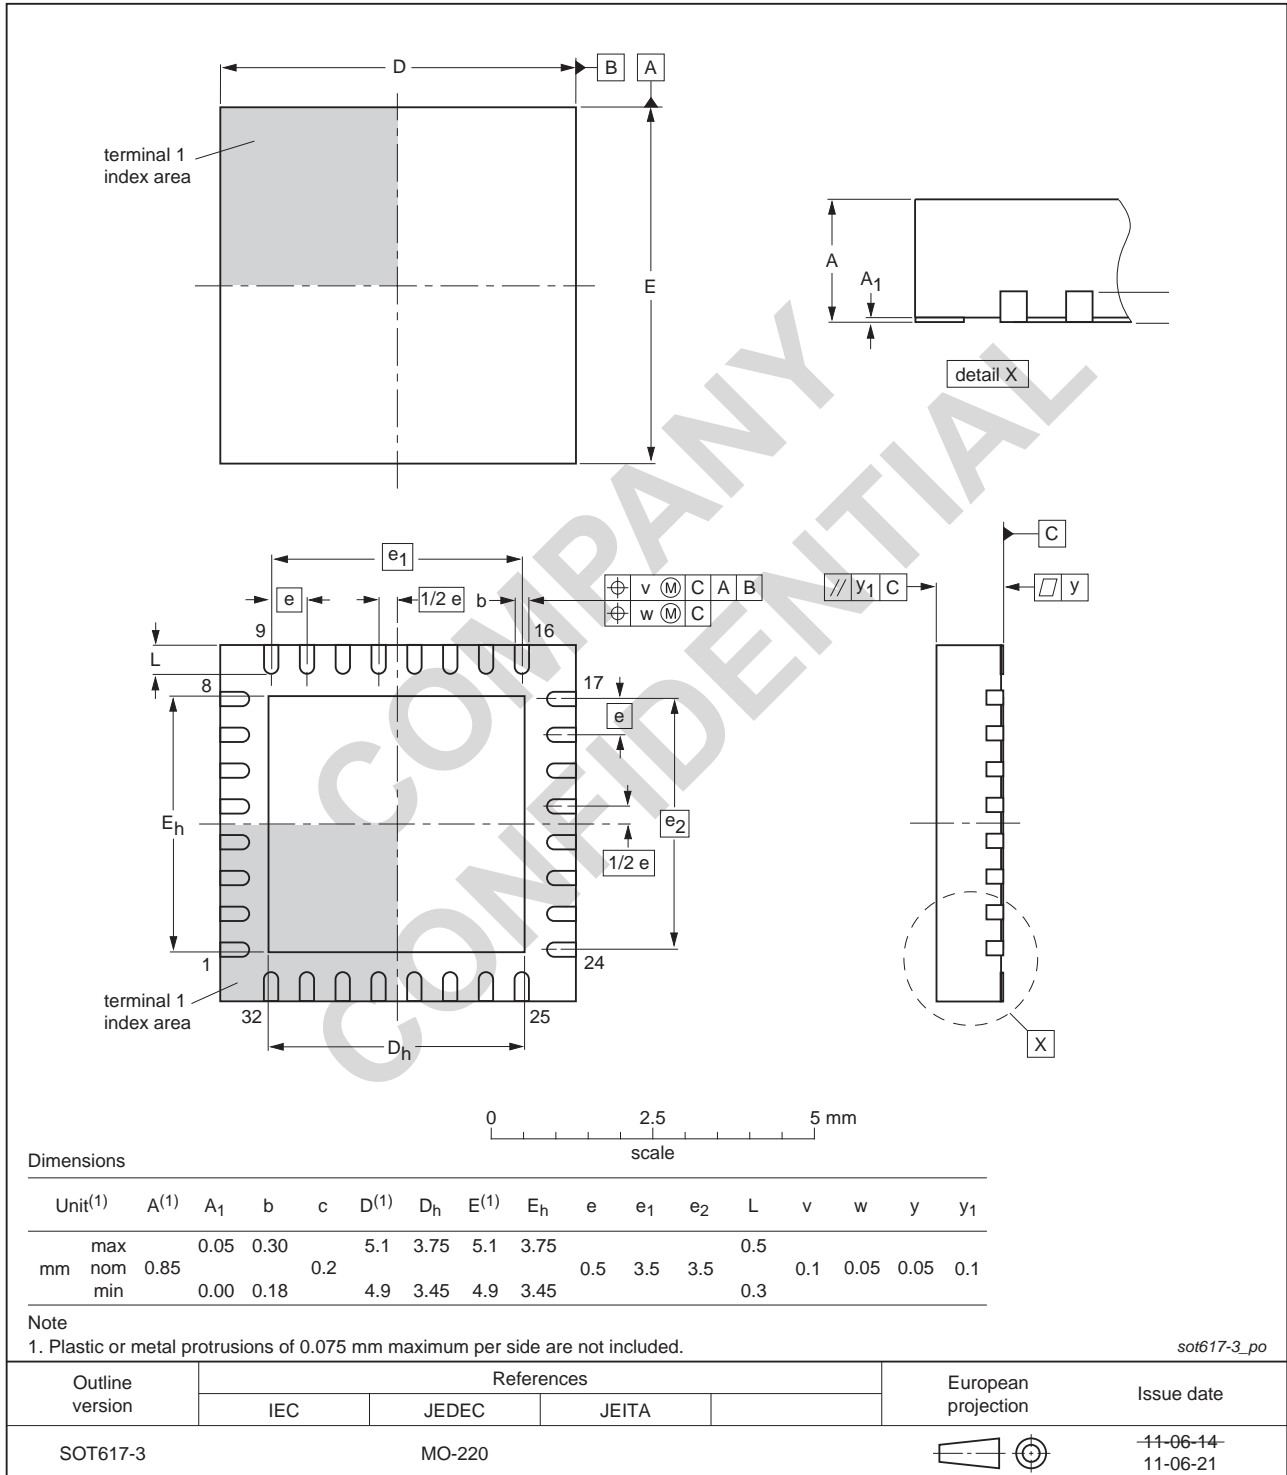 D
B
A
terminal 1
index area
E
A
A1
detail X
COMPANY
CONFIDENTIAL
C
e1
e
1/2 e
b
v M C A B
w M C
y1 C
y
9
16
L
8
17
e
Eh
e2
1/2 e
1
24
terminal 1
index area
32
25
Dh
X
0 2.5 5 mm
scale
Dimensions
Unit(1) A(1) A1 b c D(1) Dh E(1) Eh e e1 e2 L v w y y1
max 0.05 0.30 5.1 3.75 5.1 3.75 0.5
mm nom 0.85 0.2 0.5 3.5 3.5 0.1 0.05 0.05 0.1
min 0.00 0.18 4.9 3.45 4.9 3.45 0.3
Note
1. Plastic or metal protrusions of 0.075 mm maximum per side are not included.
sot617-3_po
Outline
version
References
IEC JEDEC JEITA
European
projection
Issue date
SOT617-3
MO-220
11-06-14
11-06-21